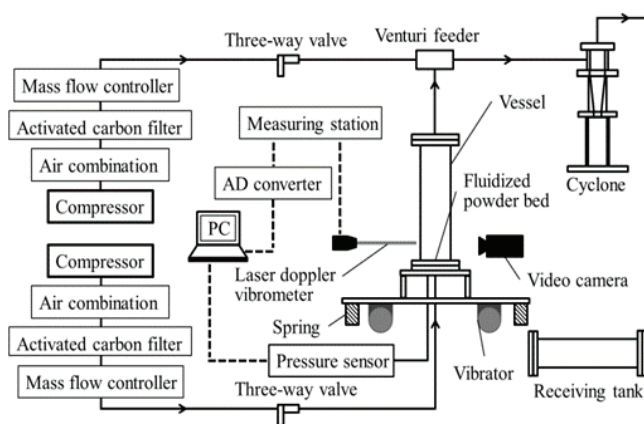 Three-way valve
Venturi feeder
Mass flow controller
Activated carbon filter
Air combination
Compressor
Measuring station
AD converter
PC
Vessel
Fluidized
powder bed
Cyclone
Compressor
Air combination
Activated carbon filter
Mass flow controller
Laser doppler
vibrometer
Video camera
Spring
Pressure sensor
Vibrator
Three-way valve
Receiving tank